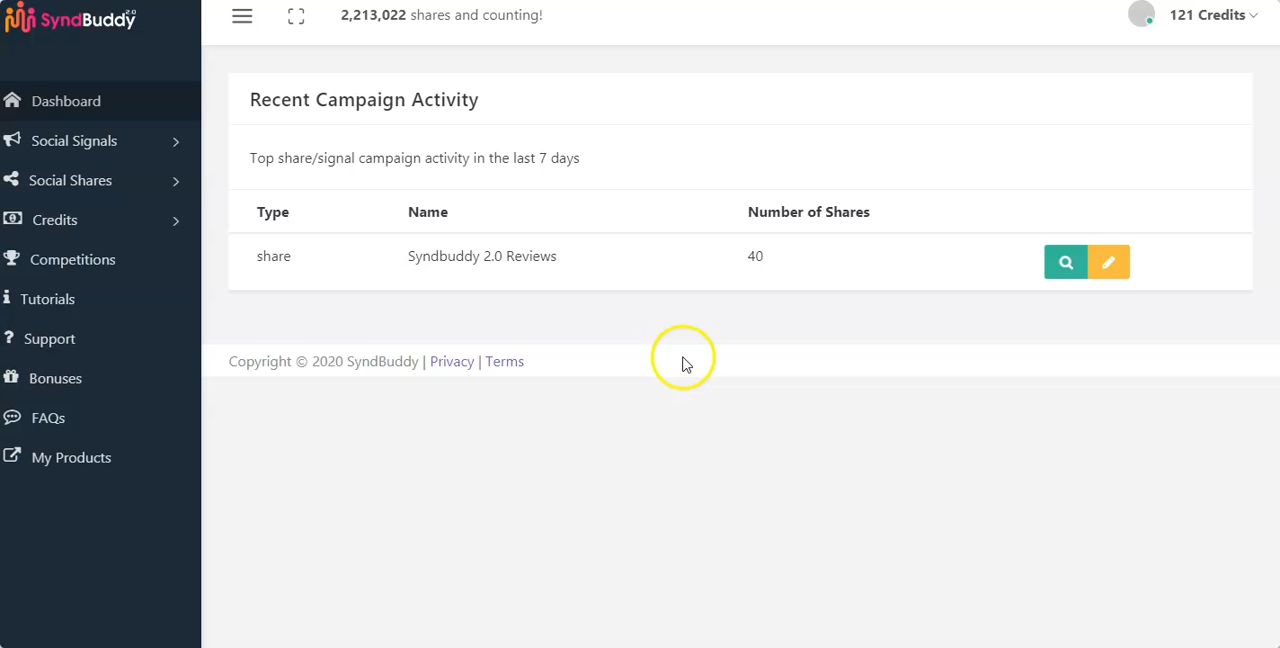 SyndBuddy 2.0
2,213,022 shares and counting!
121 Credits
Dashboard
Social Signals
Social Shares
Credits
Competitions
Tutorials
Support
Bonuses
FAQs
My Products
Recent Campaign Activity
Top share/signal campaign activity in the last 7 days
Type Name Number of Shares
share Syndbuddy 2.0 Reviews 40
Copyright © 2020 SyndBuddy | Privacy | Terms